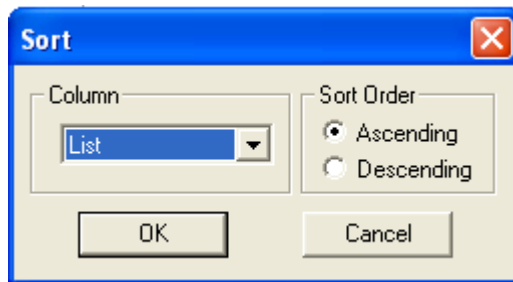 Sort
Column
List
Sort Order
Ascending
Descending
OK
Cancel